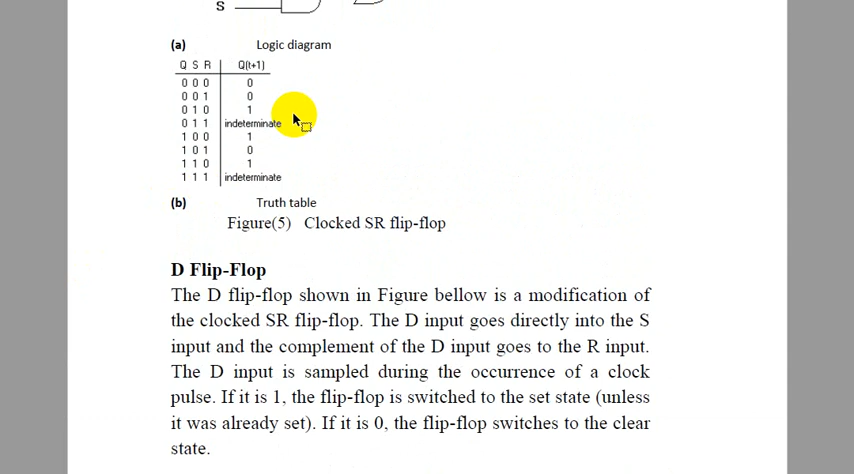 S
(a) Logic diagram
Q S R Q(t+1)
0 0 0 0
0 0 1 0
0 1 0 1
0 1 1 indeterminate
1 0 0 1
1 0 1 0
1 1 0 1
1 1 1 indeterminate
(b) Truth table
Figure(5) Clocked SR flip-flop
D Flip-Flop
The D flip-flop shown in Figure bellow is a modification of
the clocked SR flip-flop. The D input goes directly into the S
input and the complement of the D input goes to the R input.
The D input is sampled during the occurrence of a clock
pulse. If it is 1, the flip-flop is switched to the set state (unless
it was already set). If it is 0, the flip-flop switches to the clear
state.